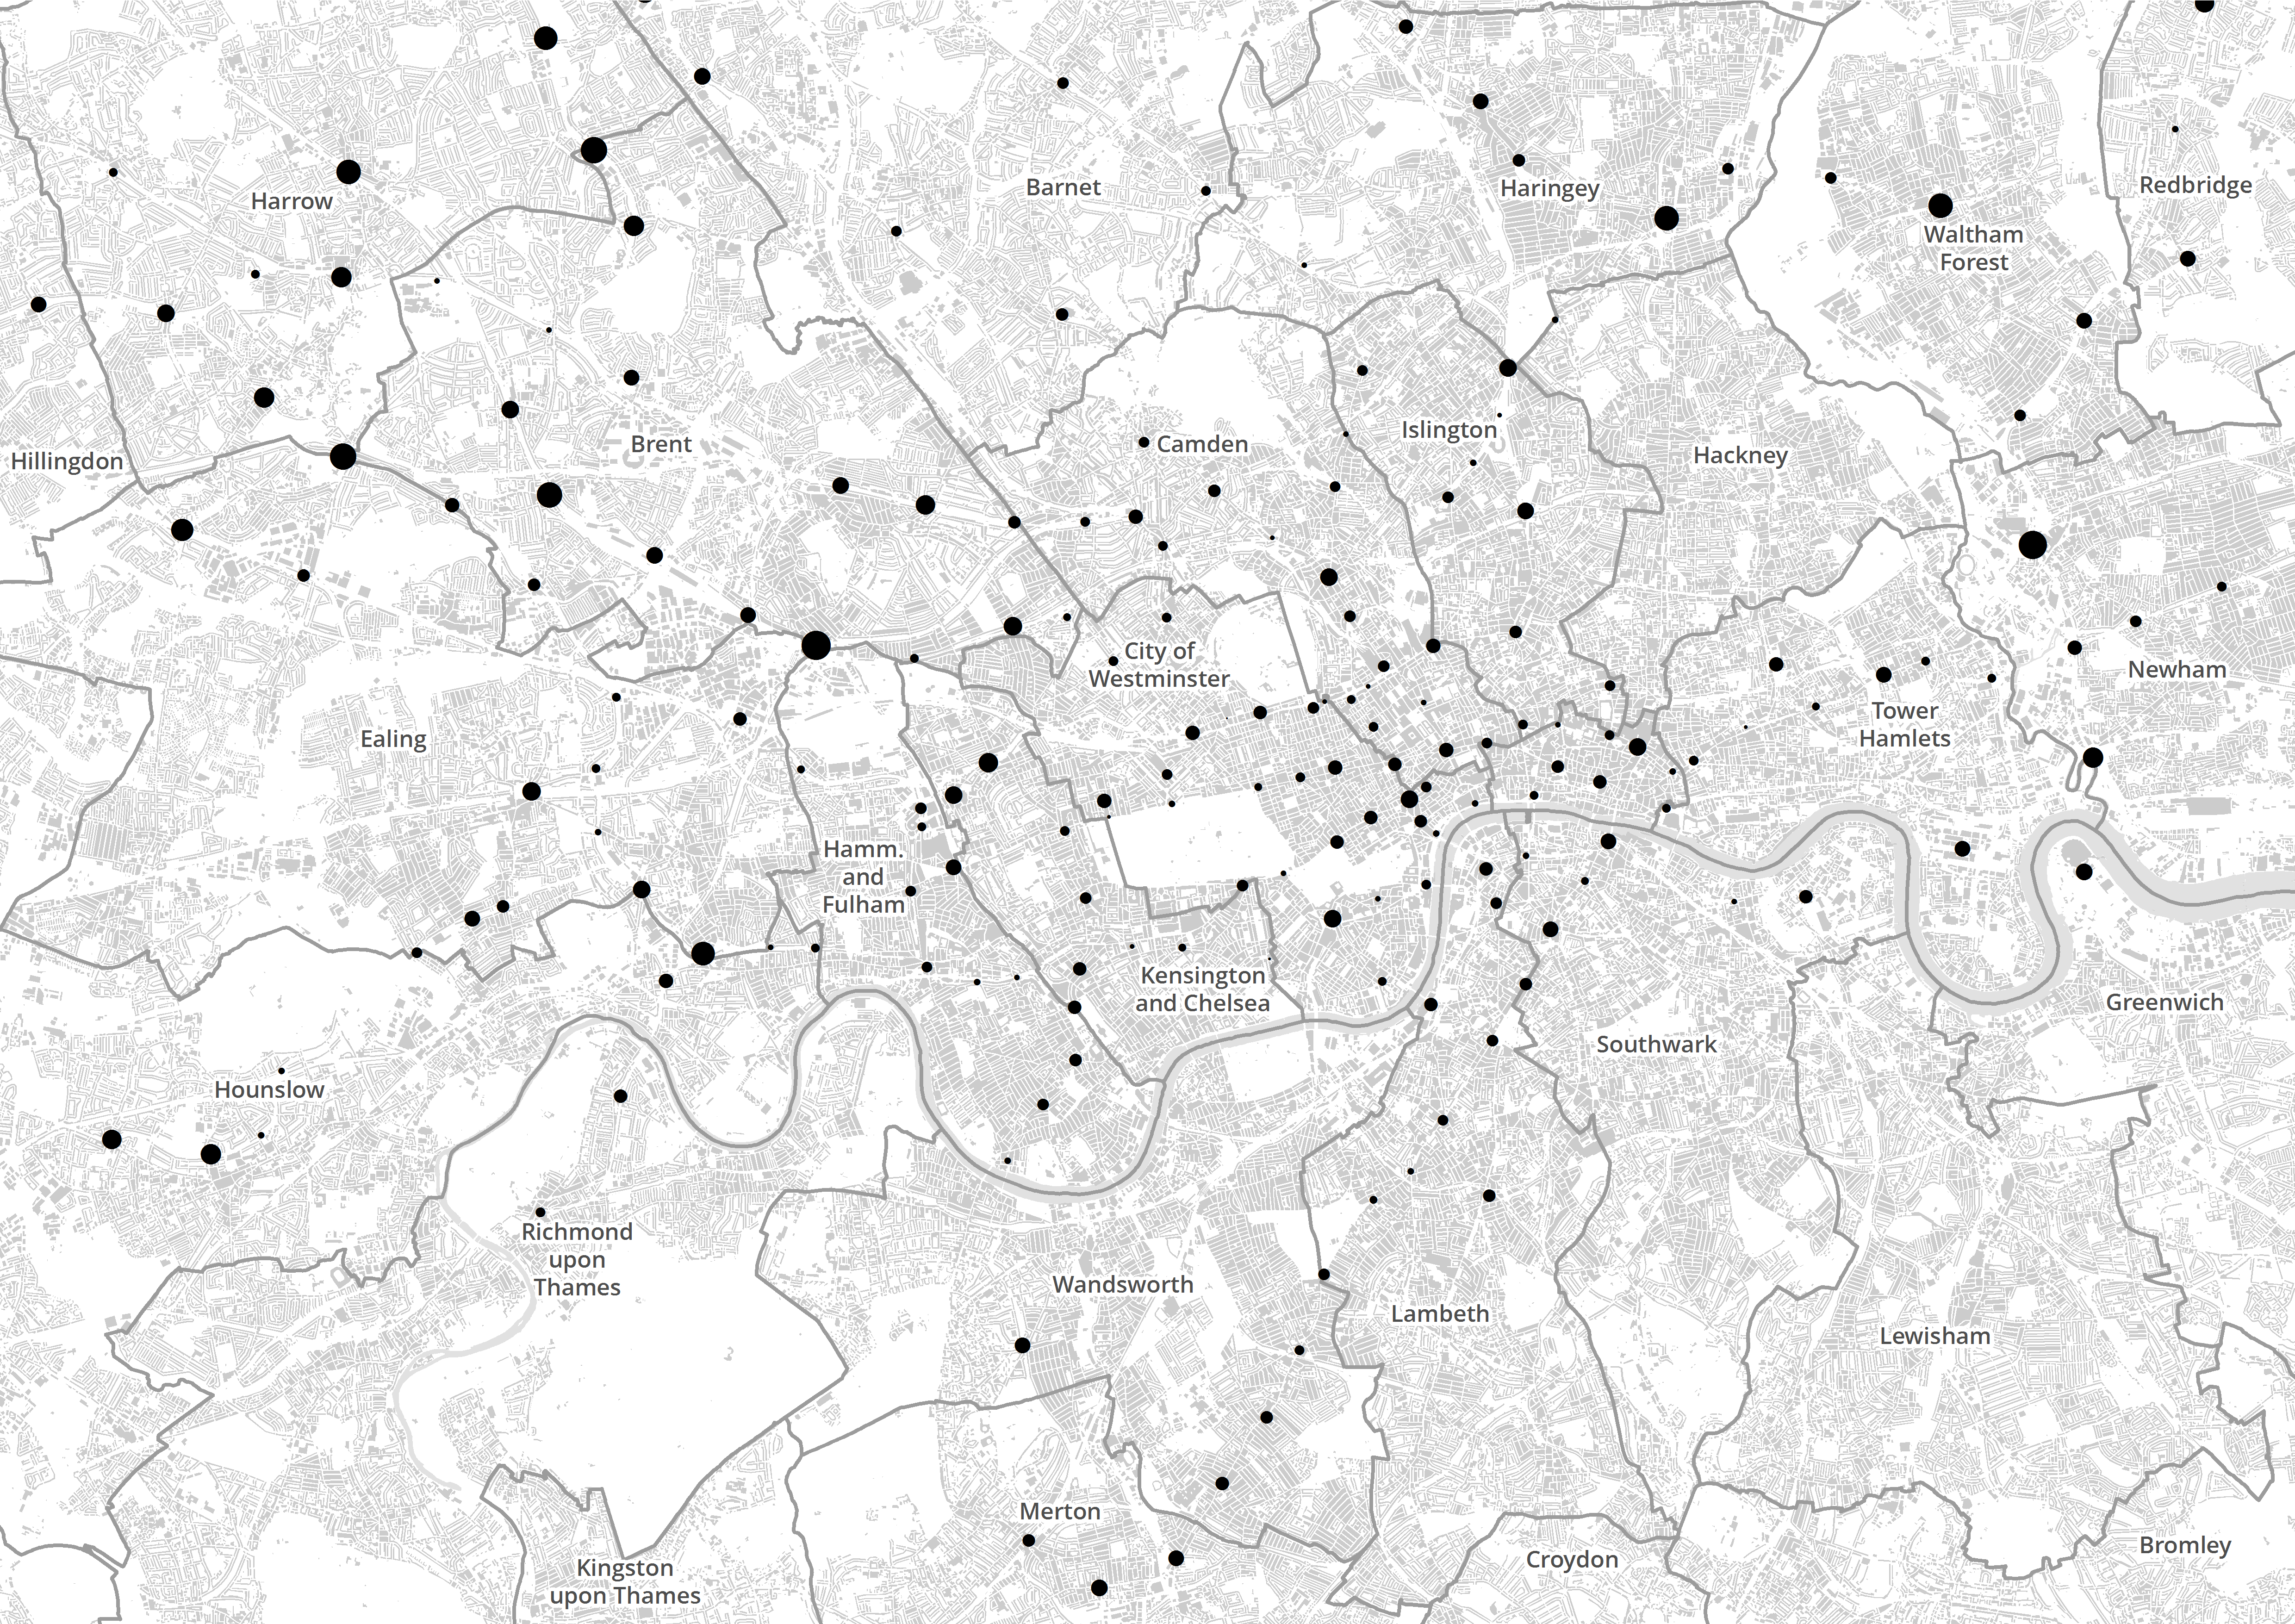 Harrow
Barnet
Haringey
Redbridge
Waltham
Forest
Hillingdon
Brent
Camden
Islington
Hackney
City of
Westminster
Newham
Ealing
Tower
Hamlets
Hamm.
and
Fulham
Kensington
and Chelsea
Greenwich
Southwark
Hounslow
Richmond
upon
Thames
Wandsworth
Lambeth
Lewisham
Merton
Kingston
upon Thames
Croydon
Bromley